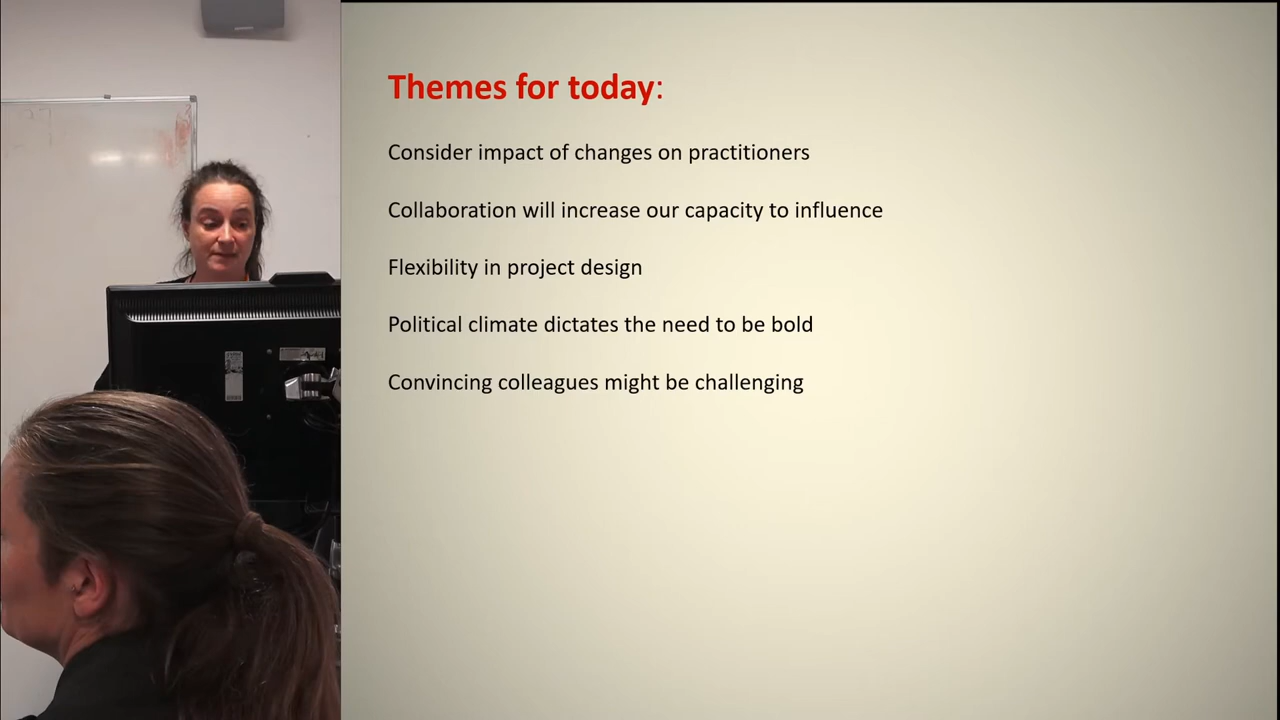 Themes for today:
Consider impact of changes on practitioners
Collaboration will increase our capacity to influence
Flexibility in project design
Political climate dictates the need to be bold
Convincing colleagues might be challenging